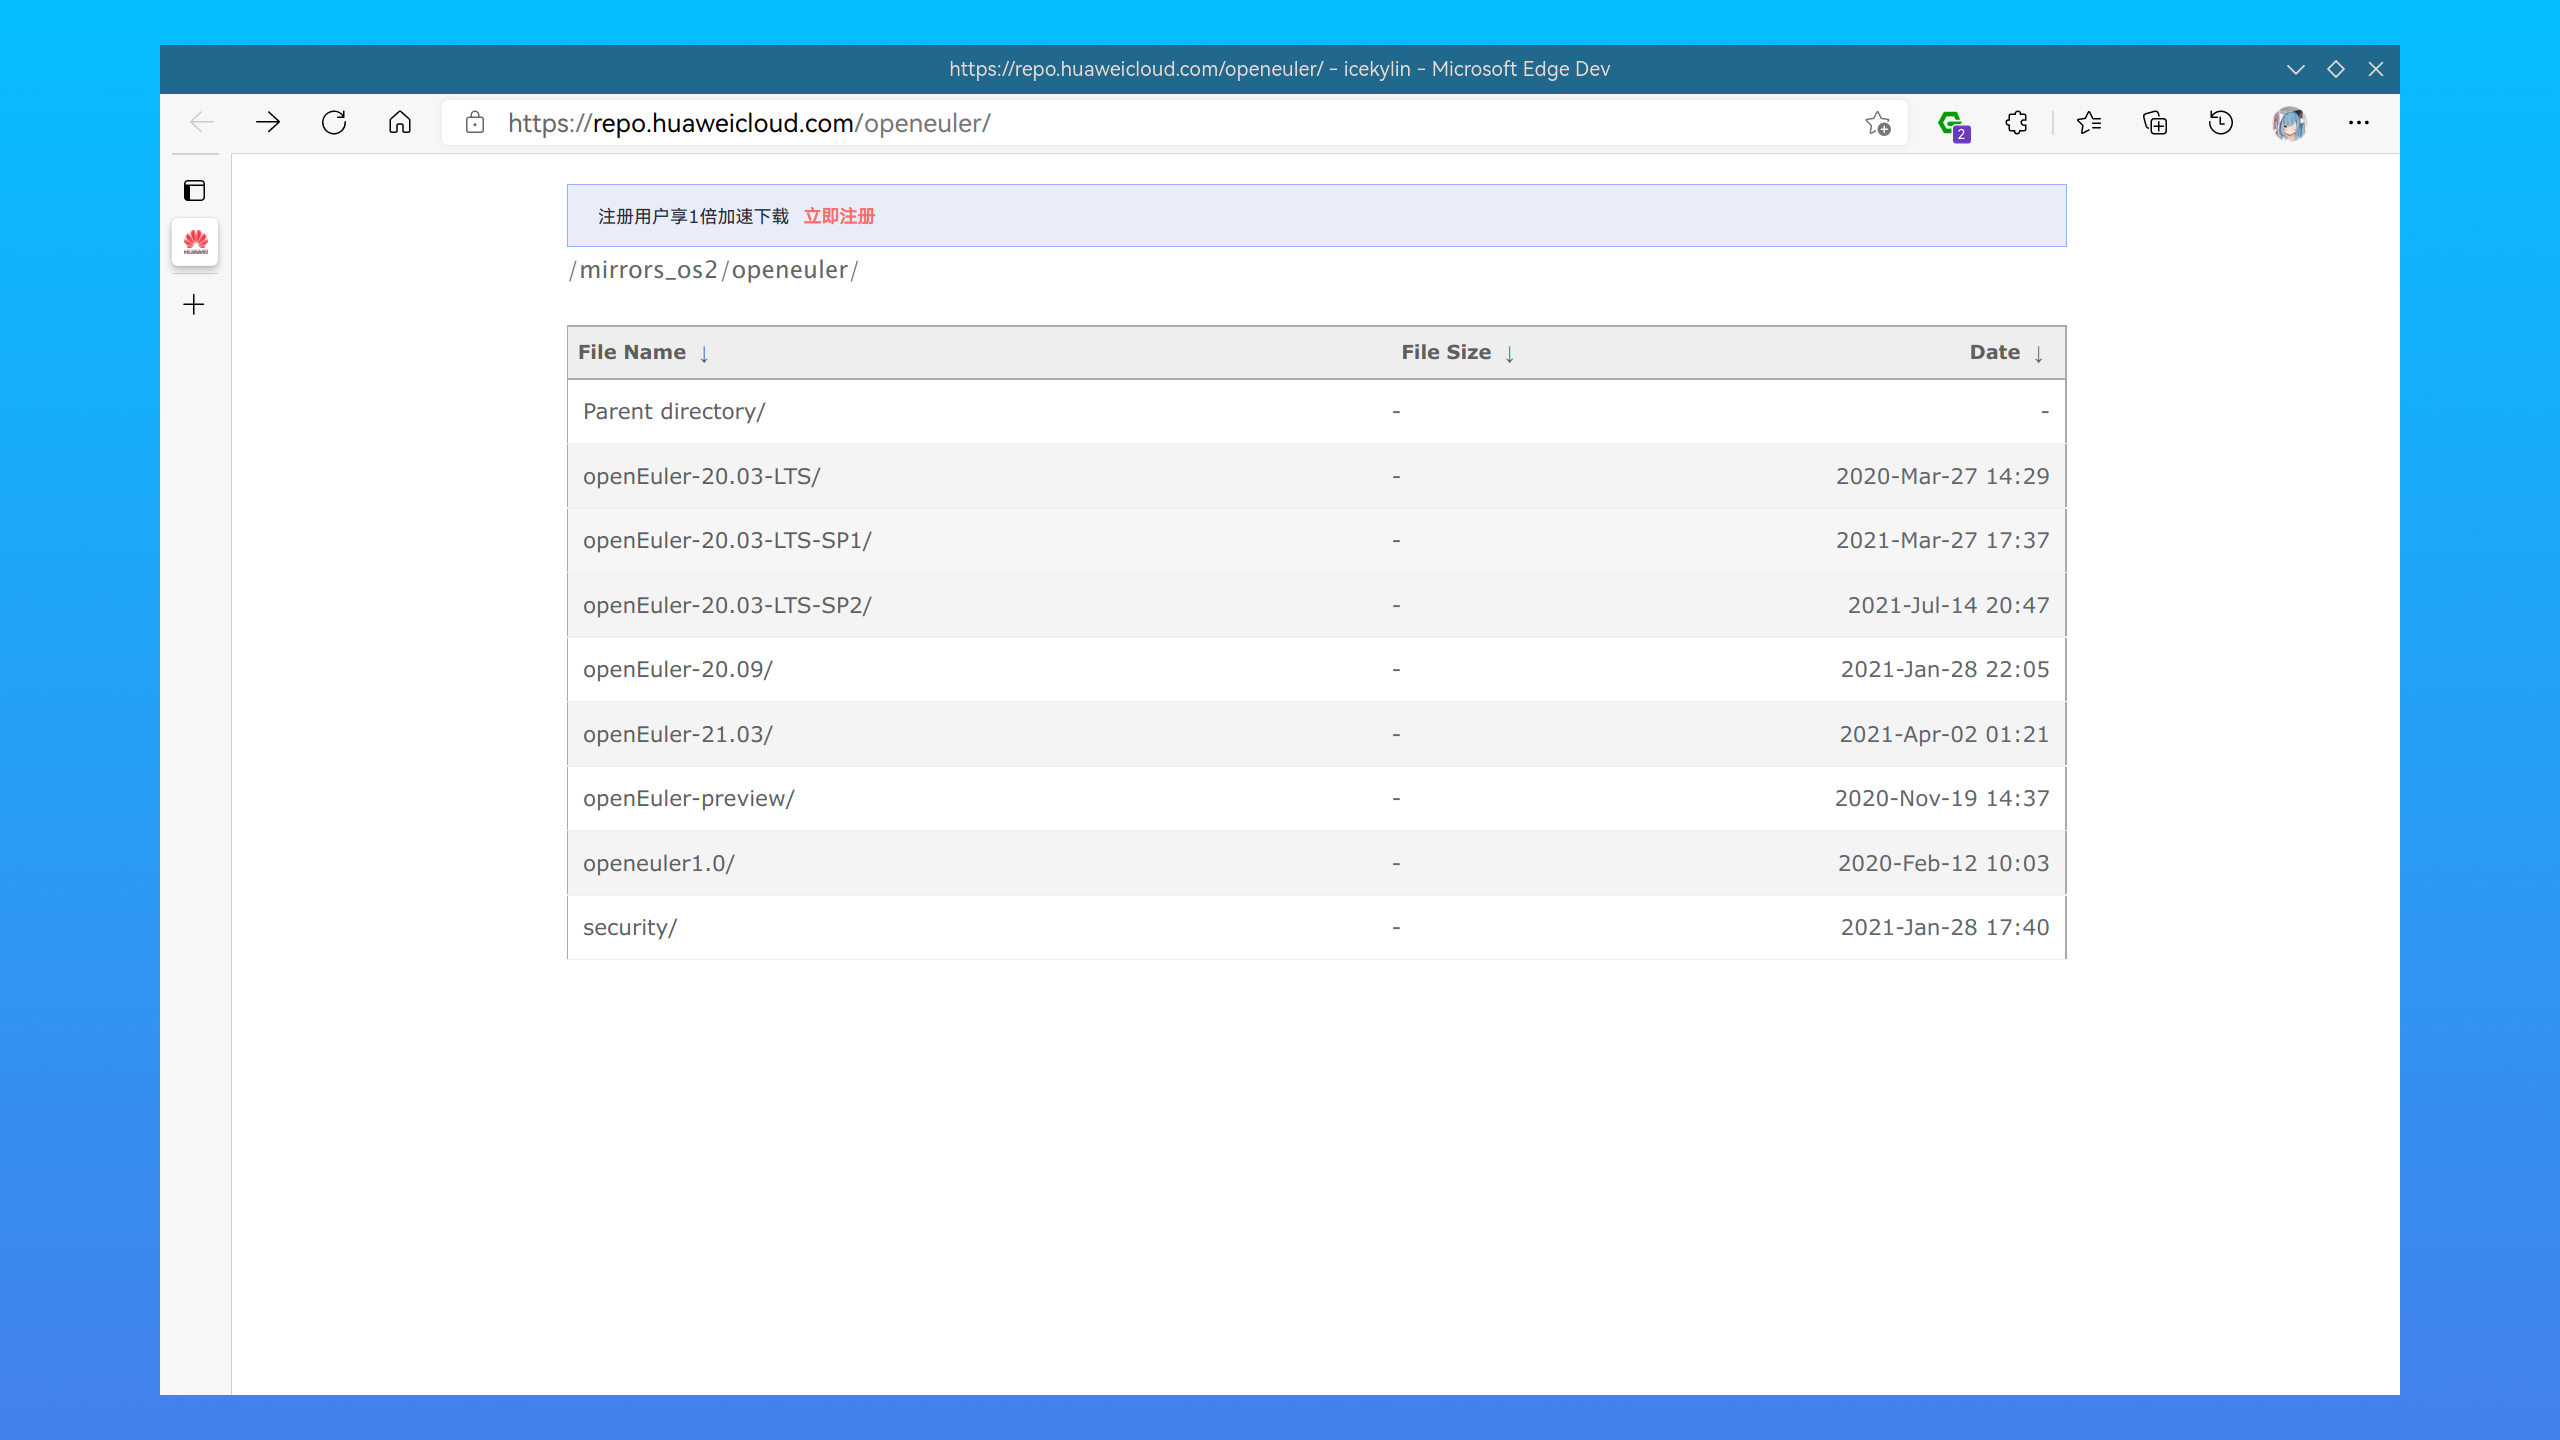 https://repo.huaweicloud.com/openeuler/ - icekylin - Microsoft Edge Dev
https://repo.huaweicloud.com/openeuler/
2
HUAWEI
注册用户享1倍加速下载 立即注册
/mirrors_os2/openeuler/
File Name ↓ File Size ↓ Date ↓
Parent directory/ - -
openEuler-20.03-LTS/ - 2020-Mar-27 14:29
openEuler-20.03-LTS-SP1/ - 2021-Mar-27 17:37
openEuler-20.03-LTS-SP2/ - 2021-Jul-14 20:47
openEuler-20.09/ - 2021-Jan-28 22:05
openEuler-21.03/ - 2021-Apr-02 01:21
openEuler-preview/ - 2020-Nov-19 14:37
openeuler1.0/ - 2020-Feb-12 10:03
security/ - 2021-Jan-28 17:40